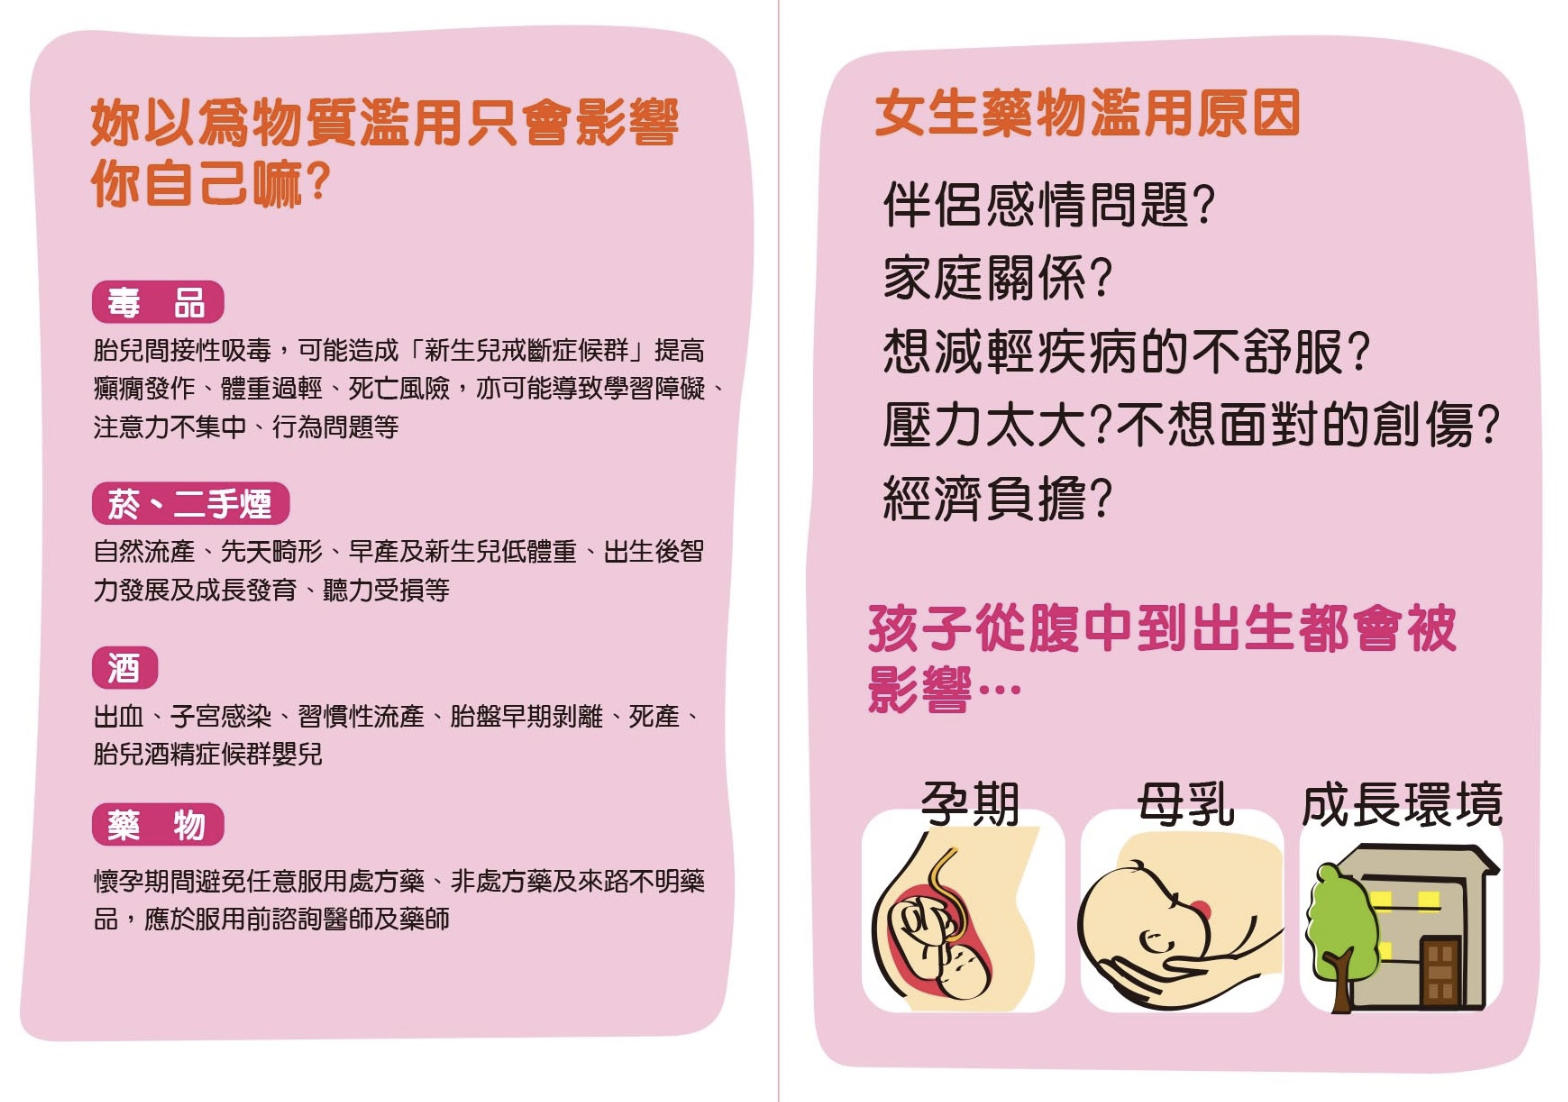 妳以為物質濫用只會影響
你自己嘛?
毒 品
胎兒間接性吸毒，可能造成「新生兒戒斷症候群」提高
癲癇發作、體重過輕、死亡風險，亦可能導致學習障礙、
注意力不集中、行為問題等
菸、二手煙
自然流產、先天畸形、早產及新生兒低體重、出生後智
力發展及成長發育、聽力受損等
酒
出血、子宮感染、習慣性流產、胎盤早期剝離、死產、
胎兒酒精症候群嬰兒
藥 物
懷孕期間避免任意服用處方藥、非處方藥及來路不明藥
品，應於服用前諮詢醫師及藥師
女生藥物濫用原因
伴侶感情問題?
家庭關係?
想減輕疾病的不舒服?
壓力太大?不想面對的創傷?
經濟負擔?
孩子從腹中到出生都會被
影響…
孕期
母乳
成長環境